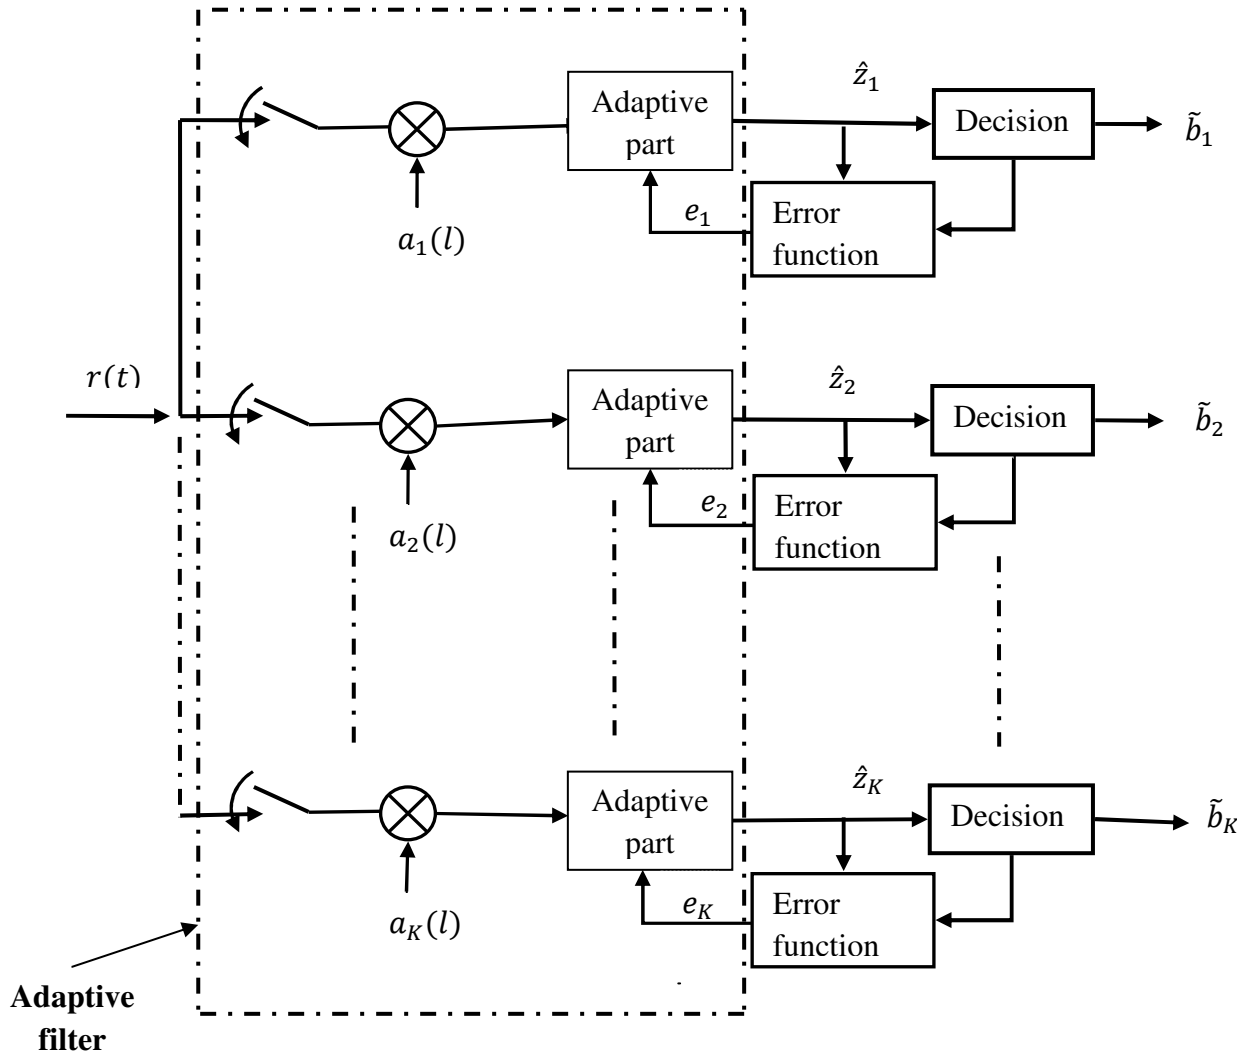 Adaptive
part
ẑ₁
Decision
b̃₁
e₁
Error
function
a₁(l)
r(t)
Adaptive
part
ẑ₂
Decision
b̃₂
e₂
Error
function
a₂(l)
Adaptive
part
ẑ_K
Decision
b̃_K
e_K
Error
function
a_K(l)
Adaptive
filter